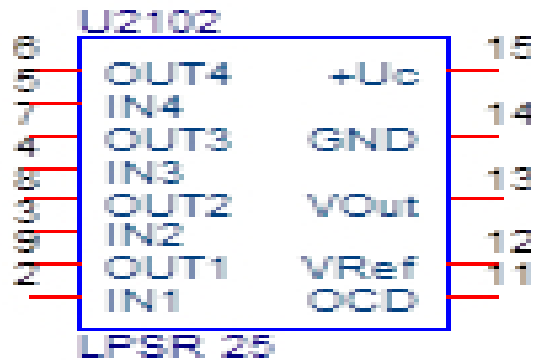 U2102
6 OUT4 +Uc 15
5 IN4
7 OUT3 GND 14
4 IN3
8 OUT2 VOut 13
3 IN2
9 OUT1 VRef 12
2 IN1 OCD 11
LPSR 25